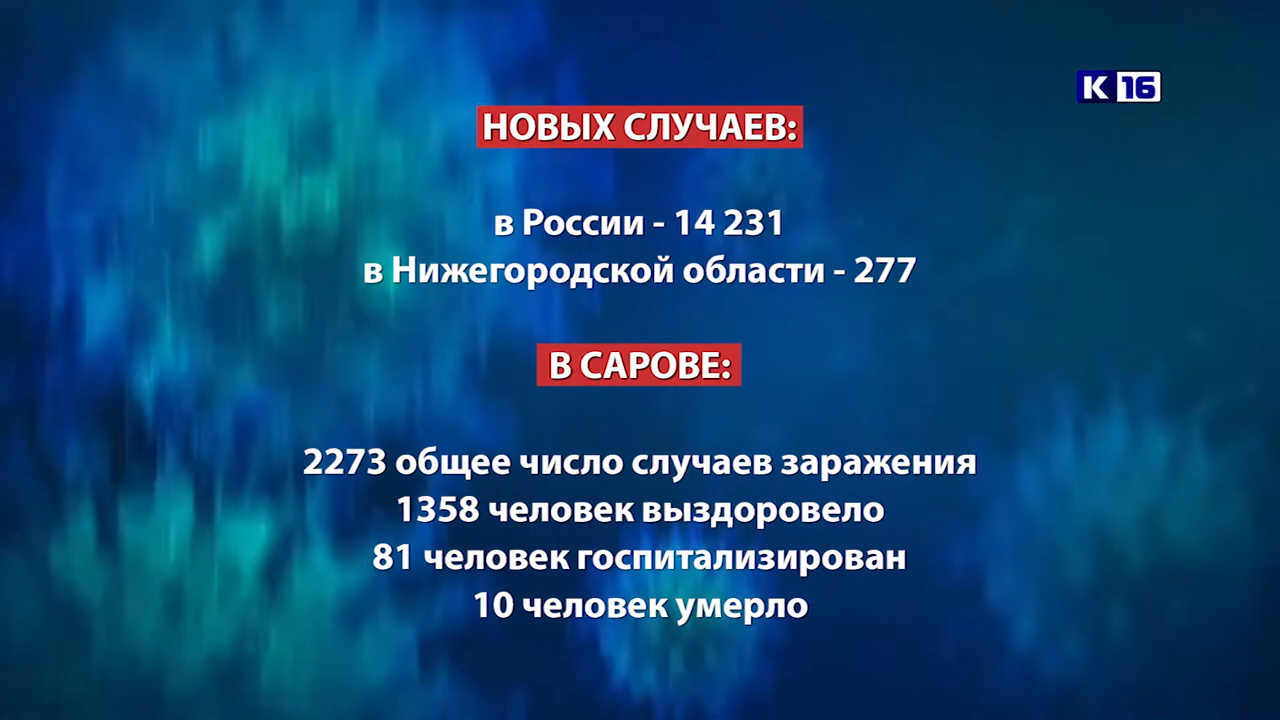 К 16
НОВЫХ СЛУЧАЕВ:
в России - 14 231
в Нижегородской области - 277
В САРОВЕ:
2273 общее число случаев заражения
1358 человек выздоровело
81 человек госпитализирован
10 человек умерло